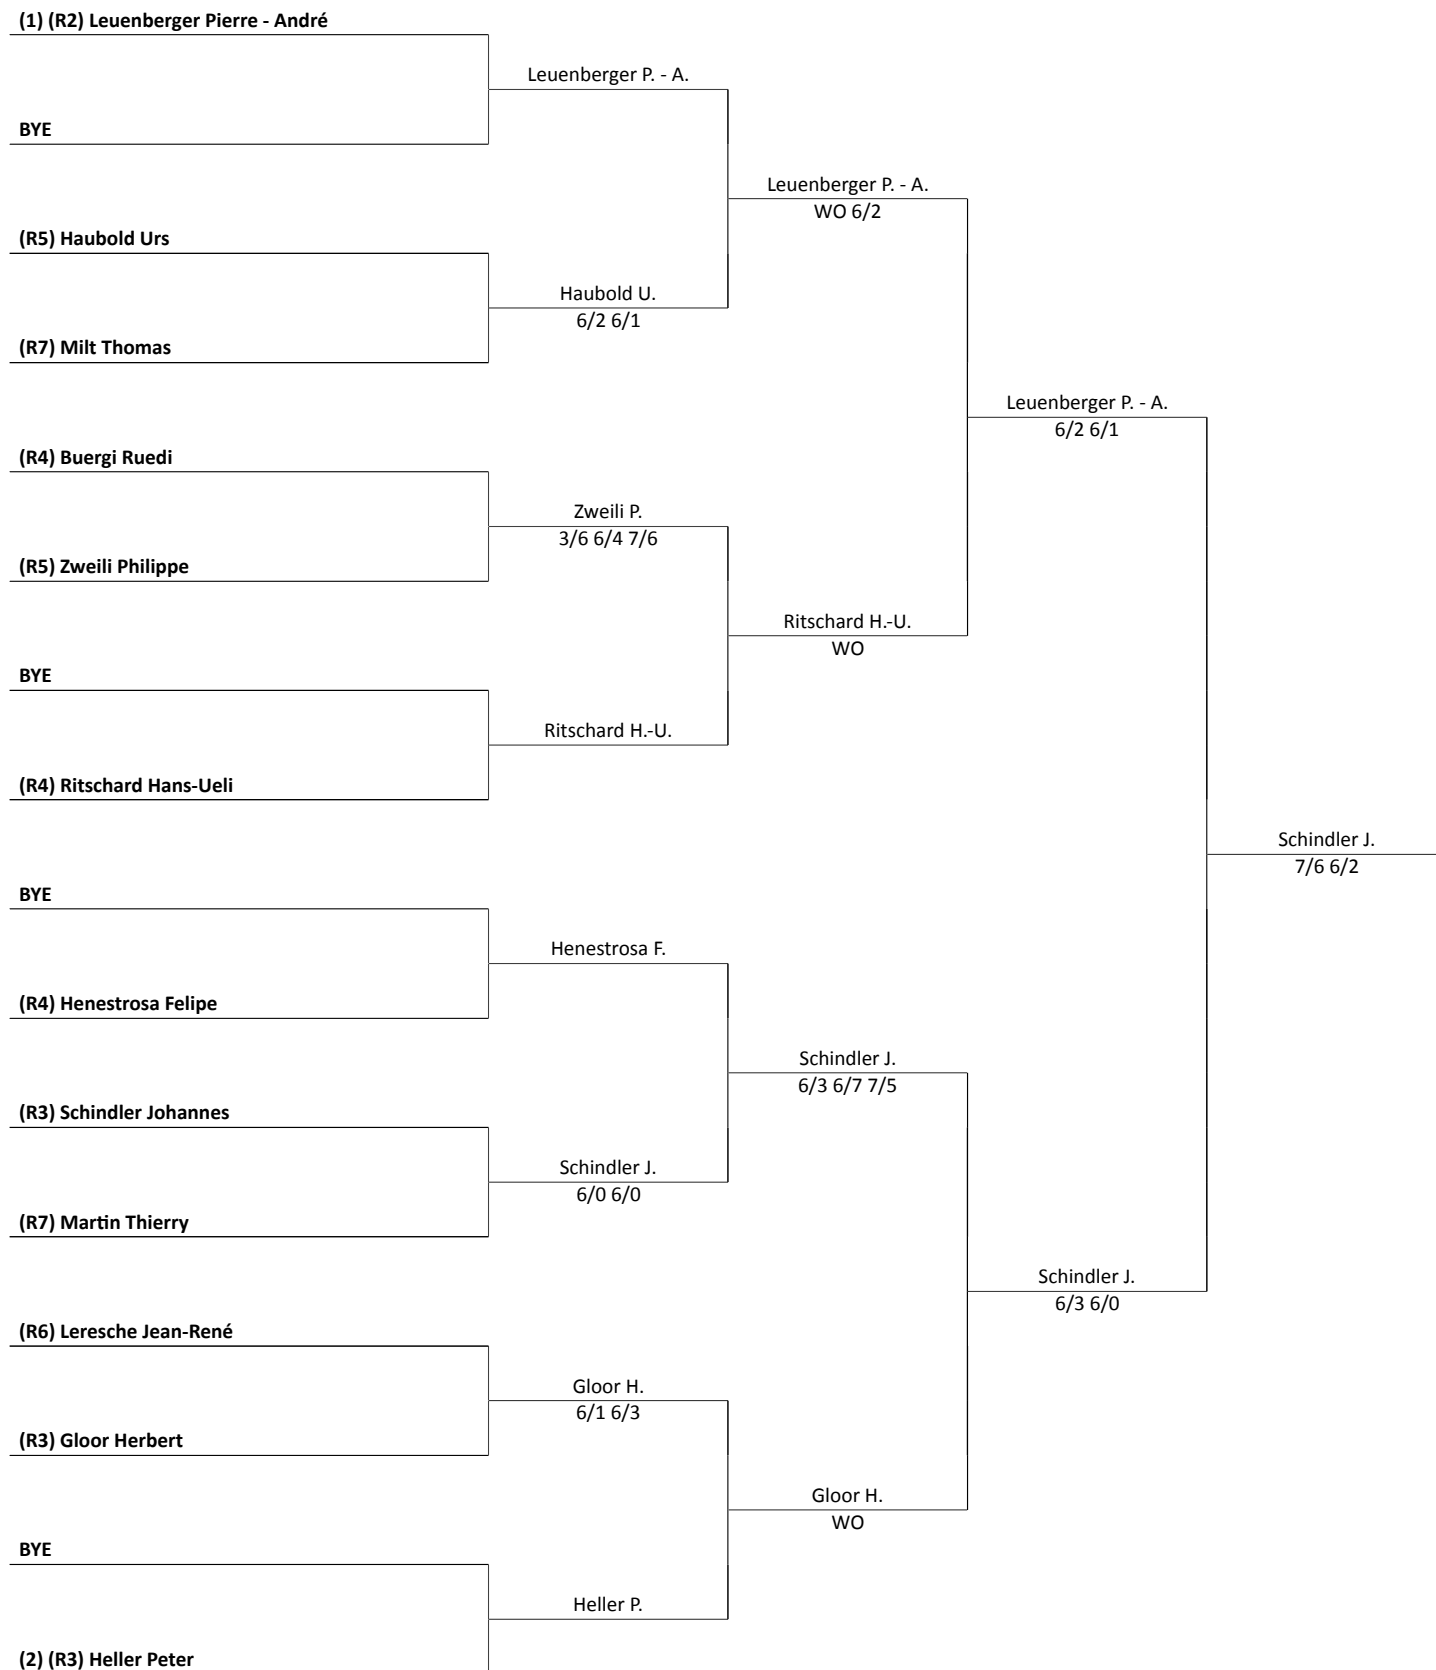 (1) (R2) Leuenberger Pierre - André
Leuenberger P. - A.
BYE
Leuenberger P. - A.
WO 6/2
(R5) Haubold Urs
Haubold U.
6/2 6/1
(R7) Milt Thomas
Leuenberger P. - A.
6/2 6/1
(R4) Buergi Ruedi
Zweili P.
3/6 6/4 7/6
(R5) Zweili Philippe
Ritschard H.-U.
WO
BYE
Ritschard H.-U.
(R4) Ritschard Hans-Ueli
Schindler J.
7/6 6/2
BYE
Henestrosa F.
(R4) Henestrosa Felipe
Schindler J.
6/3 6/7 7/5
(R3) Schindler Johannes
Schindler J.
6/0 6/0
(R7) Martin Thierry
Schindler J.
6/3 6/0
(R6) Leresche Jean-René
Gloor H.
6/1 6/3
(R3) Gloor Herbert
Gloor H.
WO
BYE
Heller P.
(2) (R3) Heller Peter